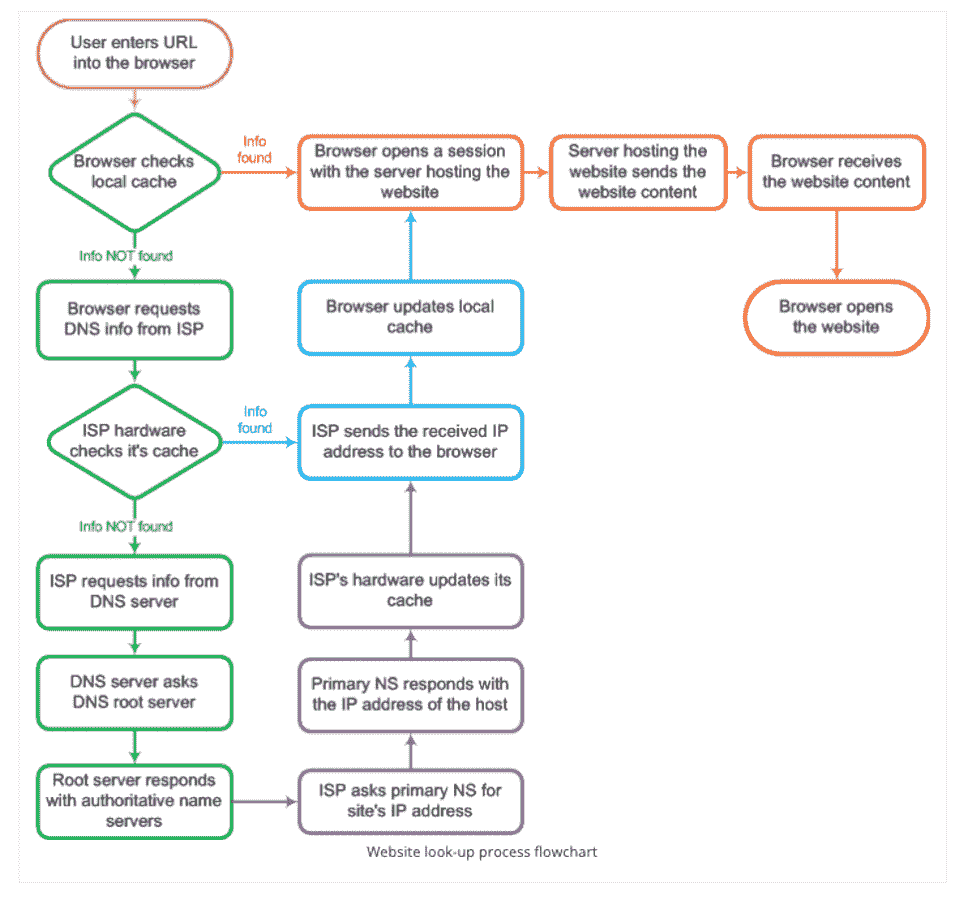 User enters URL
into the browser
Browser checks
local cache
Info
found
Browser opens a session
with the server hosting the
website
Server hosting the
website sends the
website content
Browser receives
the website content
Info NOT found
Browser requests
DNS info from ISP
Browser updates local
cache
Browser opens
the website
ISP hardware
checks it's cache
Info
found
ISP sends the received IP
address to the browser
Info NOT found
ISP requests info from
DNS server
ISP's hardware updates its
cache
DNS server asks
DNS root server
Primary NS responds with
the IP address of the host
Root server responds
with authoritative name
servers
ISP asks primary NS for
site's IP address
Website look-up process flowchart